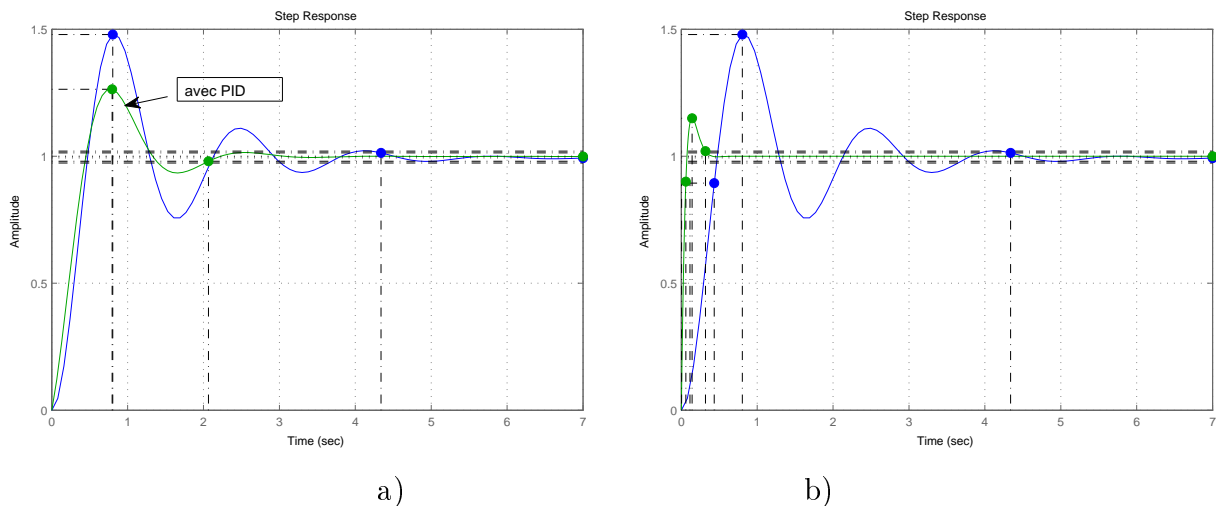 Step Response
1.5
1
0.5
0
Amplitude
avec PID
0 1 2 3 4 5 6 7
Time (sec)
a)
Step Response
1.5
1
0.5
0
Amplitude
0 1 2 3 4 5 6 7
Time (sec)
b)